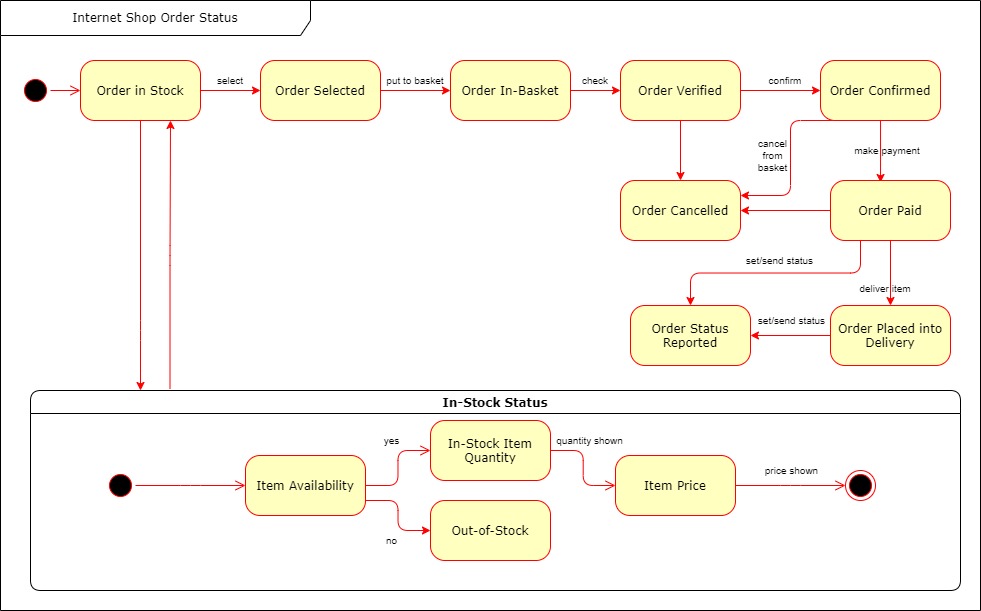 Internet Shop Order Status
Order in Stock
select
Order Selected
put to basket
Order In-Basket
check
Order Verified
confirm
Order Confirmed
cancel
from
basket
make payment
Order Cancelled
Order Paid
set/send status
deliver item
Order Status
Reported
set/send status
Order Placed into
Delivery
In-Stock Status
Item Availability
yes
In-Stock Item
Quantity
quantity shown
Item Price
price shown
no
Out-of-Stock